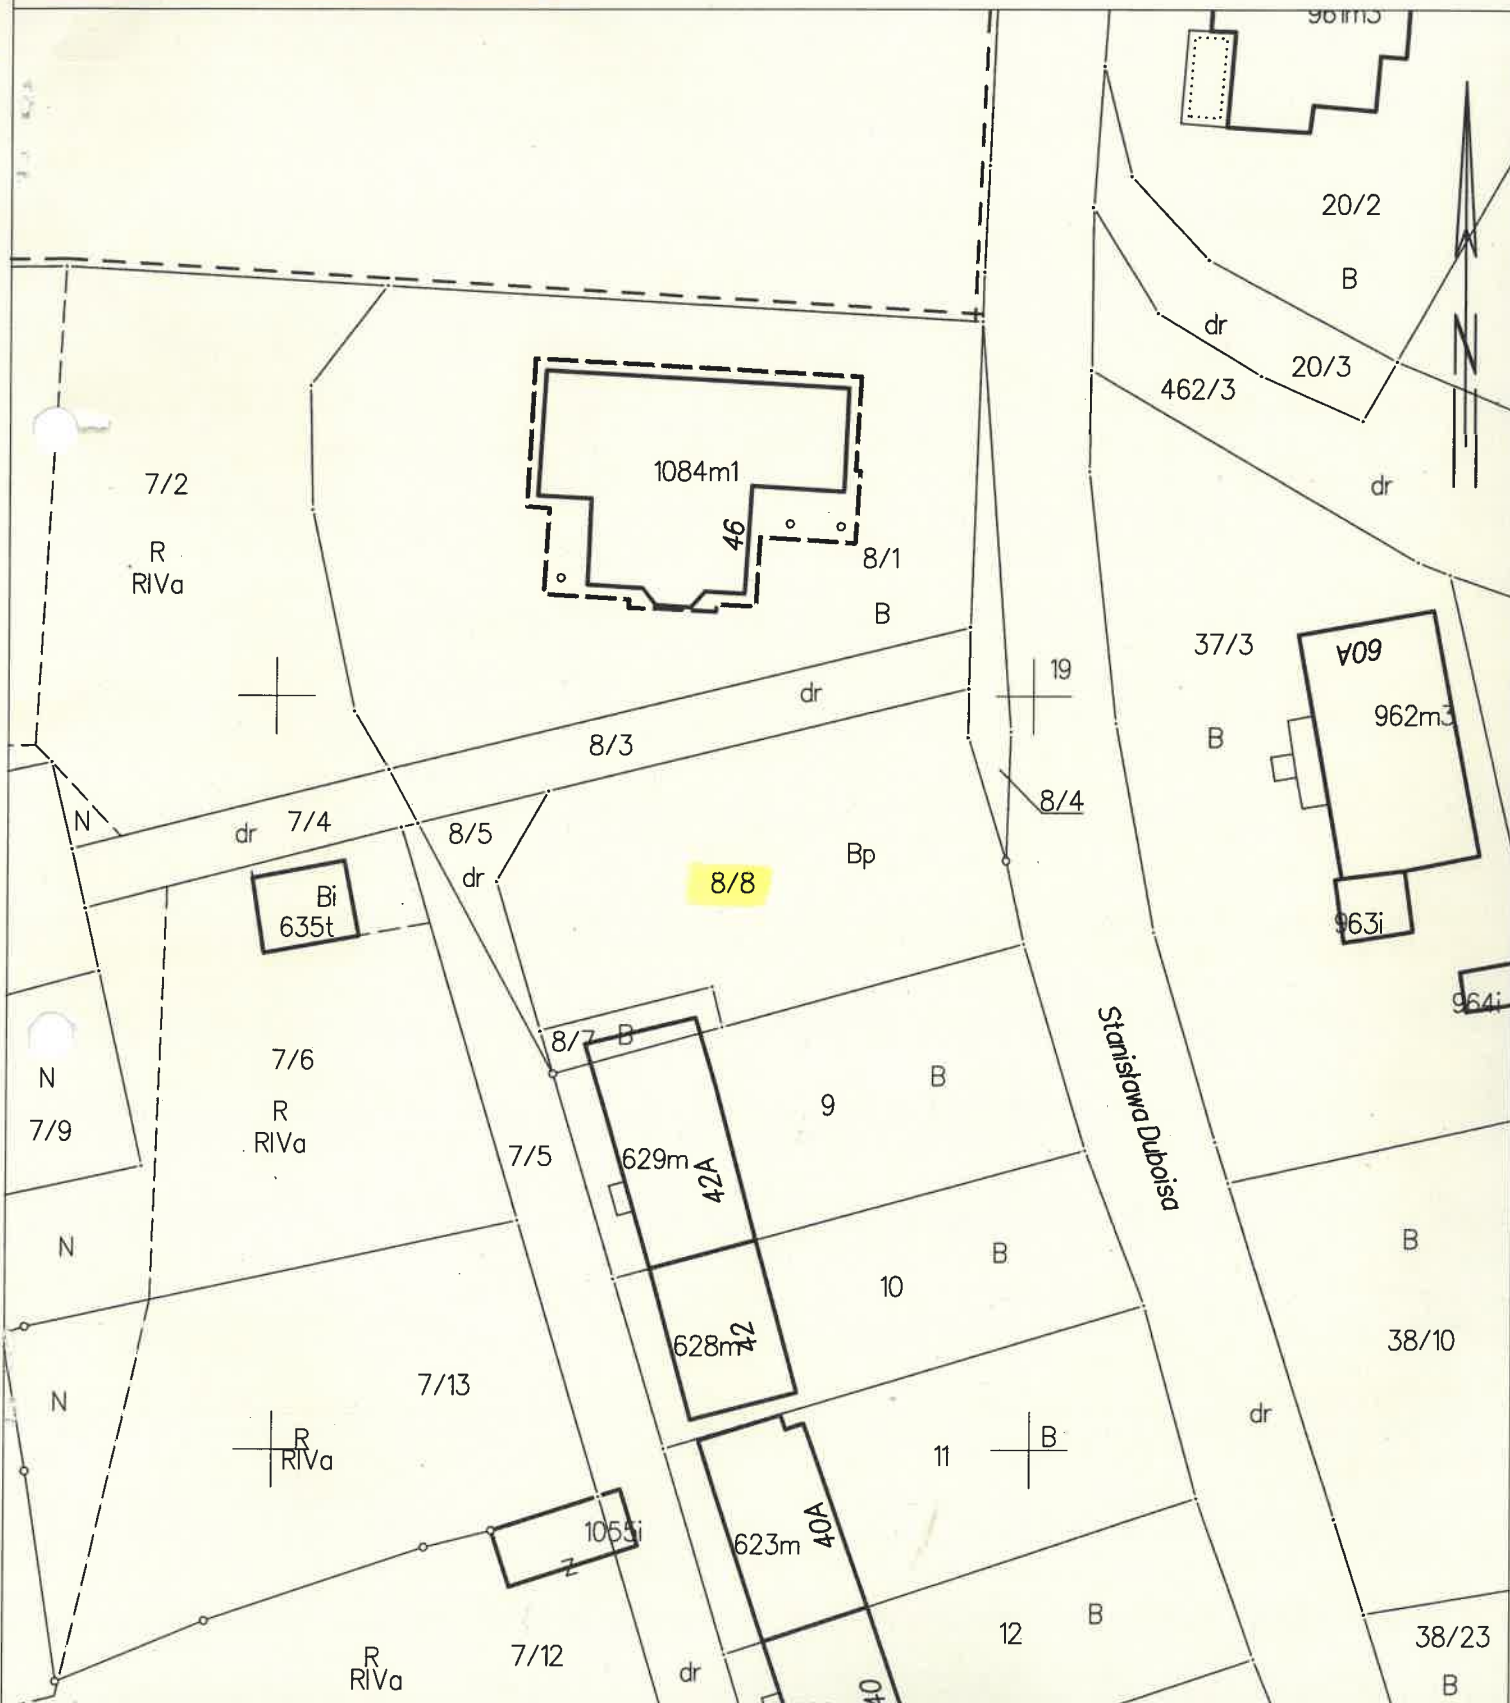 961m3
20/2
B
dr
20/3
462/3
dr
N
1084m1
46
8/1
B
7/2
R
RIVa
37/3
60A
962m3
B
19
dr
8/3
8/4
N
dr
7/4
8/5
dr
8/8
Bp
Bi
635t
963i
964i
8/7
B
Stanisława Duboisa
N
7/9
7/6
R
RIVa
7/5
629m
42A
9
B
N
10
B
B
628m
42
38/10
N
7/13
R
RIVa
11
B
dr
1055i
Z
623m
40A
12
B
38/23
B
R
RIVa
7/12
dr
40